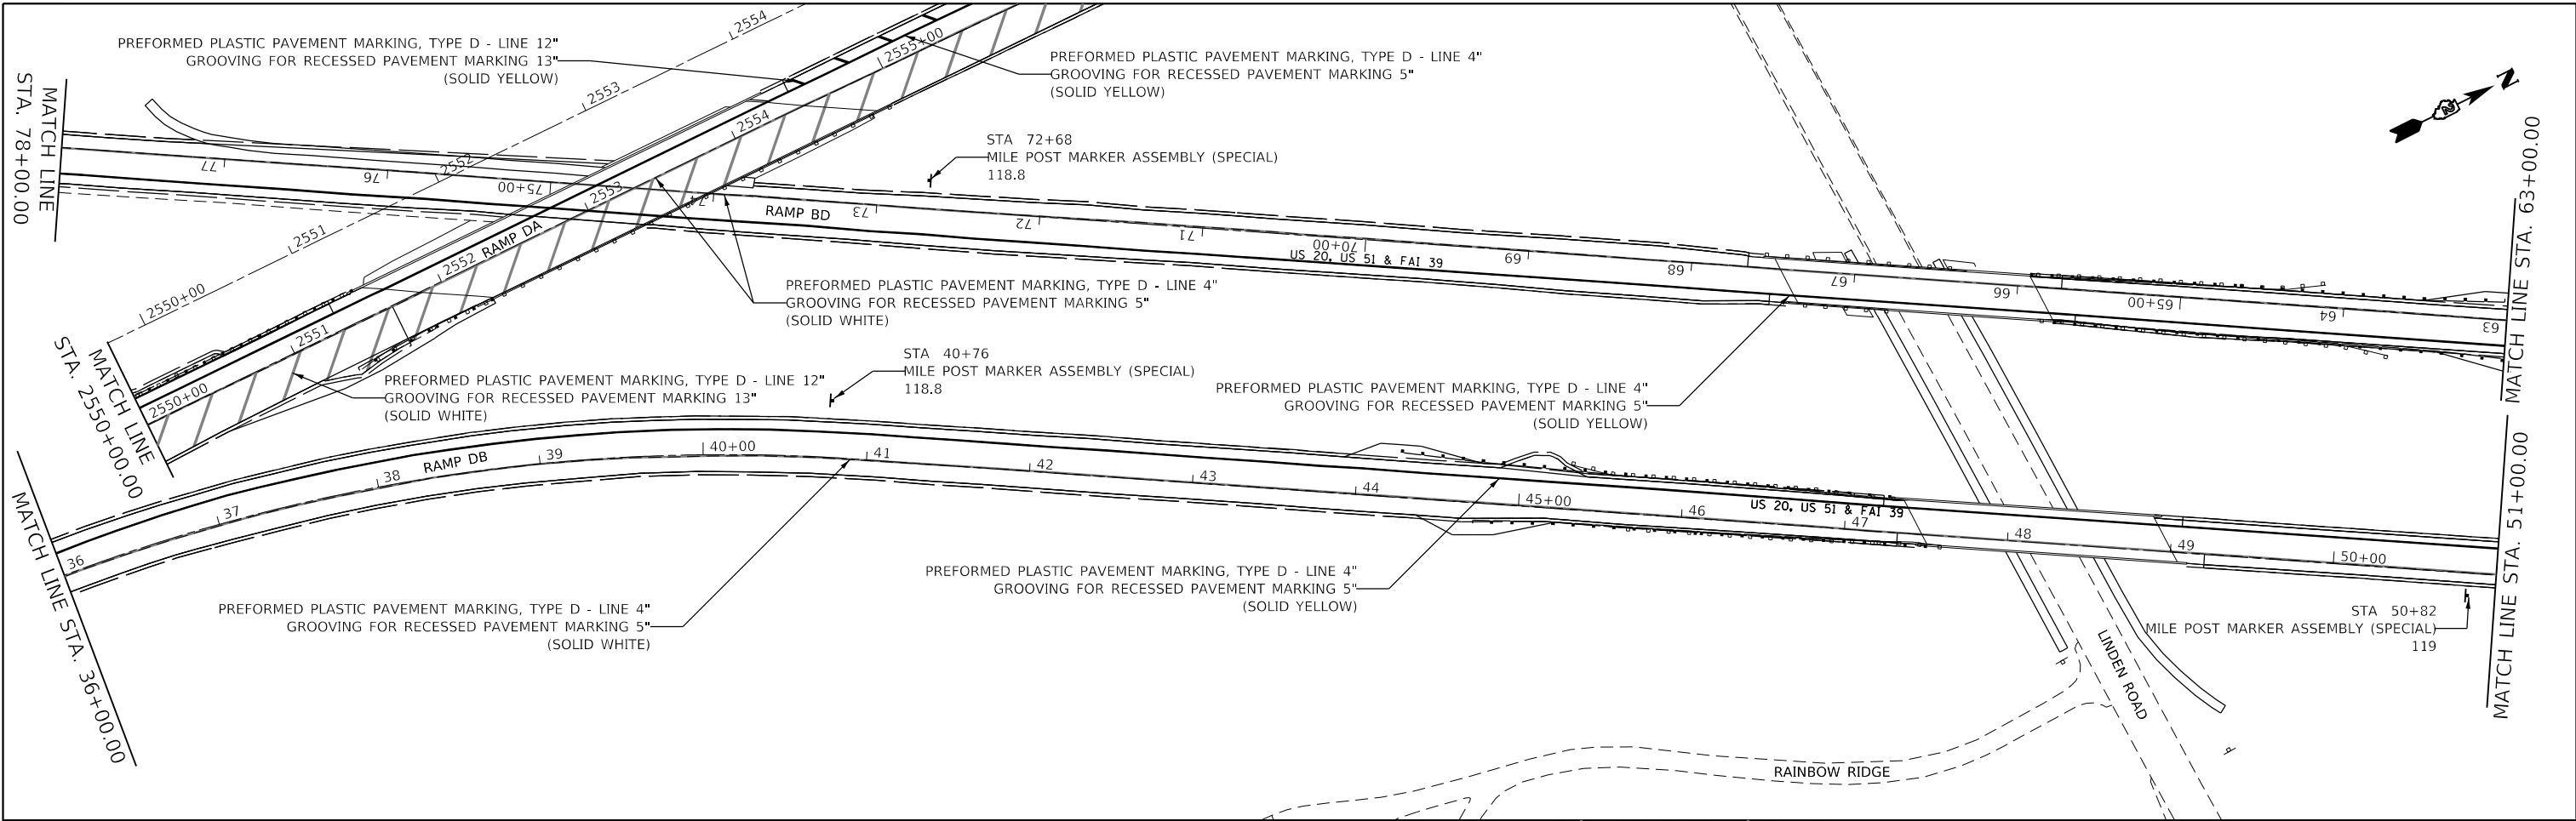 PREFORMED PLASTIC PAVEMENT MARKING, TYPE D - LINE 12"
GROOVING FOR RECESSED PAVEMENT MARKING 13"
(SOLID YELLOW)
PREFORMED PLASTIC PAVEMENT MARKING, TYPE D - LINE 4"
GROOVING FOR RECESSED PAVEMENT MARKING 5"
(SOLID YELLOW)
2554
2553
2552
2551
2550+00
2555+00
2554
2553
2552
RAMP DA
2551
2550+00
MATCH LINE
STA. 78+00.00
77
76
75+00
74
RAMP BD
73
72
71
70+00
US 20, US 51 & FAI 39
69
68
67
66
65+00
64
63
MATCH LINE STA. 63+00.00
N
STA 72+68
MILE POST MARKER ASSEMBLY (SPECIAL)
118.8
PREFORMED PLASTIC PAVEMENT MARKING, TYPE D - LINE 4"
GROOVING FOR RECESSED PAVEMENT MARKING 5"
(SOLID WHITE)
MATCH LINE
STA. 2550+00.00
STA 40+76
MILE POST MARKER ASSEMBLY (SPECIAL)
118.8
PREFORMED PLASTIC PAVEMENT MARKING, TYPE D - LINE 12"
GROOVING FOR RECESSED PAVEMENT MARKING 13"
(SOLID WHITE)
PREFORMED PLASTIC PAVEMENT MARKING, TYPE D - LINE 4"
GROOVING FOR RECESSED PAVEMENT MARKING 5"
(SOLID YELLOW)
MATCH LINE STA. 36+00.00
36
37
38
RAMP DB
39
40+00
41
42
43
44
45+00
46
US 20, US 51 & FAI 39
47
48
49
50+00
MATCH LINE STA. 51+00.00
PREFORMED PLASTIC PAVEMENT MARKING, TYPE D - LINE 4"
GROOVING FOR RECESSED PAVEMENT MARKING 5"
(SOLID YELLOW)
PREFORMED PLASTIC PAVEMENT MARKING, TYPE D - LINE 4"
GROOVING FOR RECESSED PAVEMENT MARKING 5"
(SOLID WHITE)
STA 50+82
MILE POST MARKER ASSEMBLY (SPECIAL)
119
LINDEN ROAD
RAINBOW RIDGE